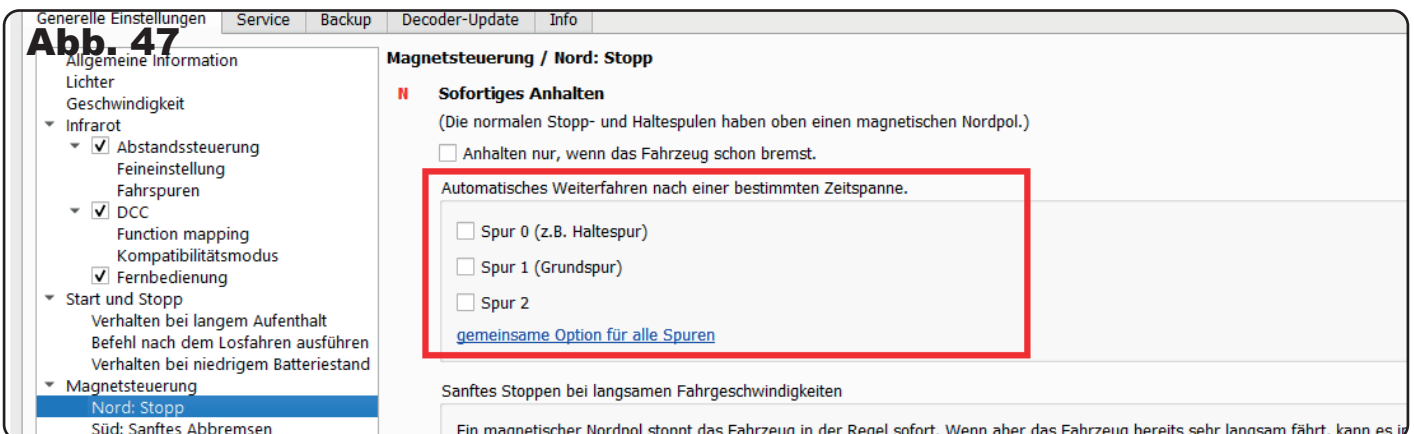 Generelle Einstellungen Service Backup Decoder-Update Info
Abb. 47
Allgemeine Information
Lichter
Geschwindigkeit
Infrarot
Abstandssteuerung
Feineinstellung
Fahrspuren
DCC
Function mapping
Kompatibilitätsmodus
Fernbedienung
Start und Stopp
Verhalten bei langem Aufenthalt
Befehl nach dem Losfahren ausführen
Verhalten bei niedrigem Batteriestand
Magnetsteuerung
Nord: Stopp
Süd: Sanftes Abbremsen
Magnetsteuerung / Nord: Stopp
N Sofortiges Anhalten
(Die normalen Stopp- und Haltespulen haben oben einen magnetischen Nordpol.)
Anhalten nur, wenn das Fahrzeug schon bremst.
Automatisches Weiterfahren nach einer bestimmten Zeitspanne.
Spur 0 (z.B. Haltespur)
Spur 1 (Grundspur)
Spur 2
gemeinsame Option für alle Spuren
Sanftes Stoppen bei langsamen Fahrgeschwindigkeiten
Ein magnetischer Nordpol stoppt das Fahrzeug in der Regel sofort. Wenn aber das Fahrzeug bereits sehr langsam fährt, kann es